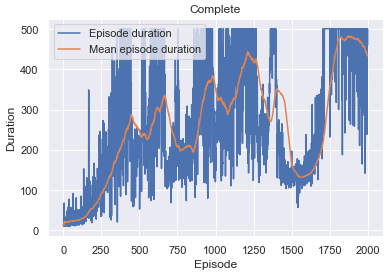 Complete
Episode duration
Mean episode duration
500
400
300
200
100
0
Duration
0 250 500 750 1000 1250 1500 1750 2000
Episode